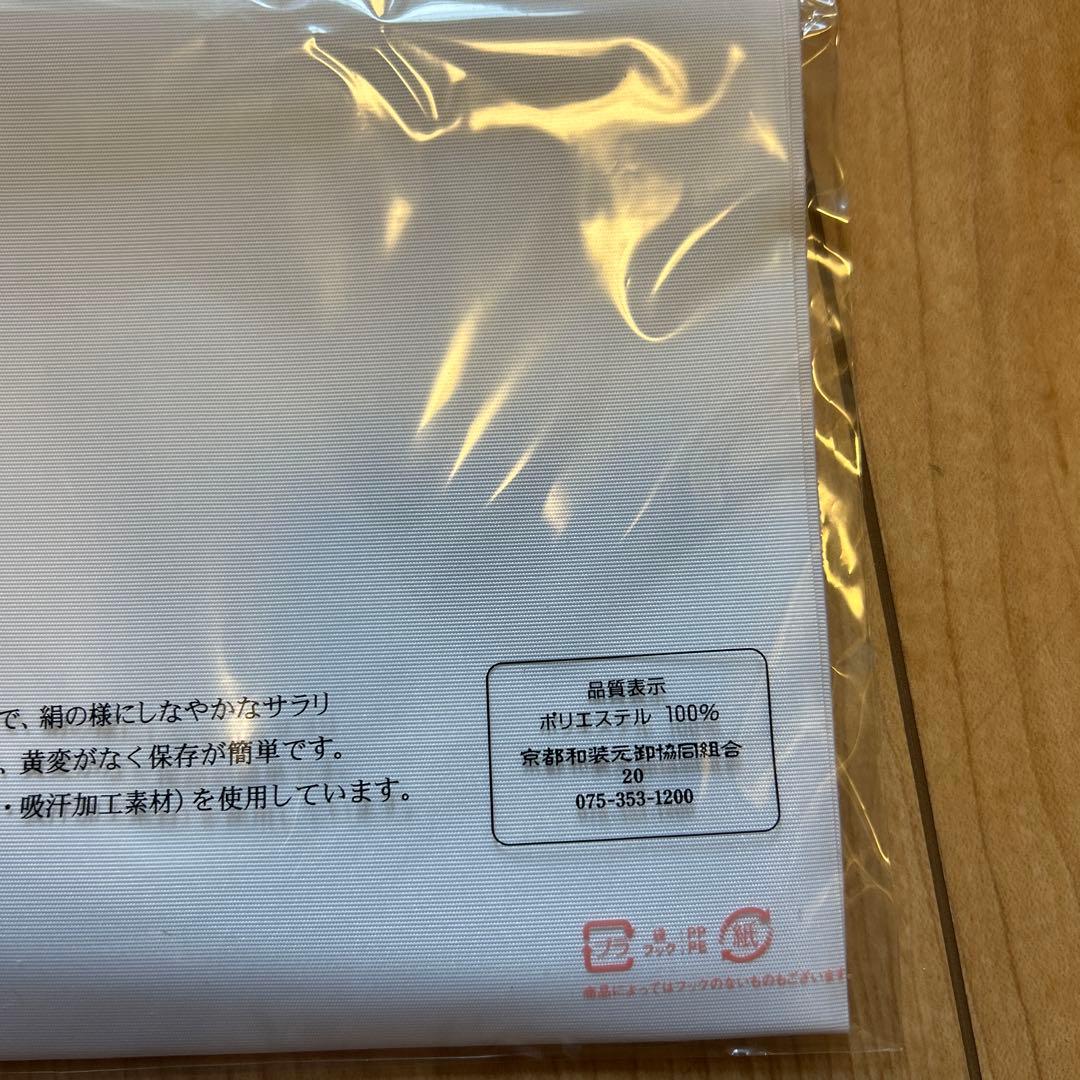 で、絹の様にしなやかなサラリ
、黄変がなく保存が簡単です。
・吸汗加工素材）を使用しています。
品質表示
ポリエステル 100%
京都和装元卸協同組合
20
075-353-1200
プラ
袋 : PP
フック : PE
紙
商品によってはフックのないものもございます。